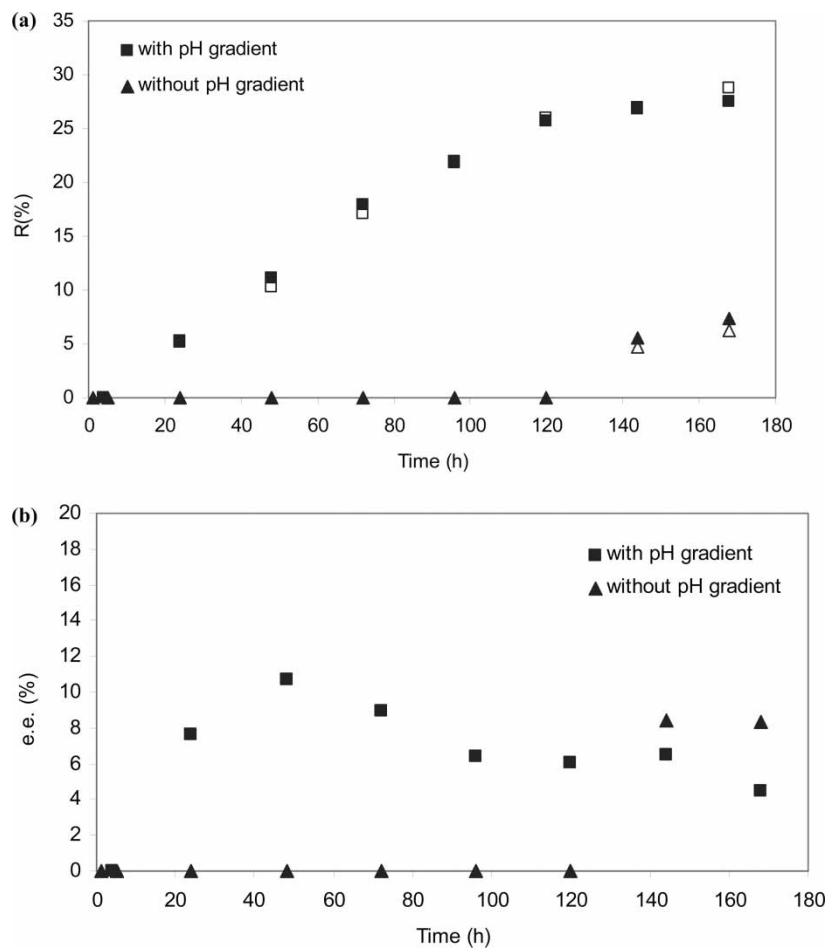 (a)
35
30
25
20
15
10
5
0
R(%)
with pH gradient
without pH gradient
0 20 40 60 80 100 120 140 160 180
Time (h)
(b)
20
18
16
14
12
10
8
6
4
2
0
e.e. (%)
with pH gradient
without pH gradient
0 20 40 60 80 100 120 140 160 180
Time (h)